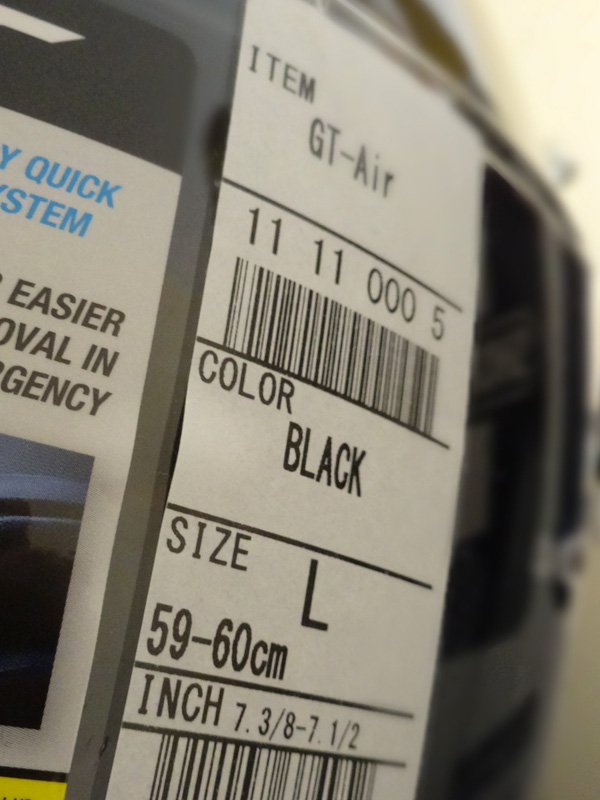 Y QUICK
YSTEM
EASIER
OVAL IN
RGENCY
ITEM
GT-Air
11 11 000 5
COLOR
BLACK
SIZE
L
59-60cm
INCH 7.3/8-7.1/2